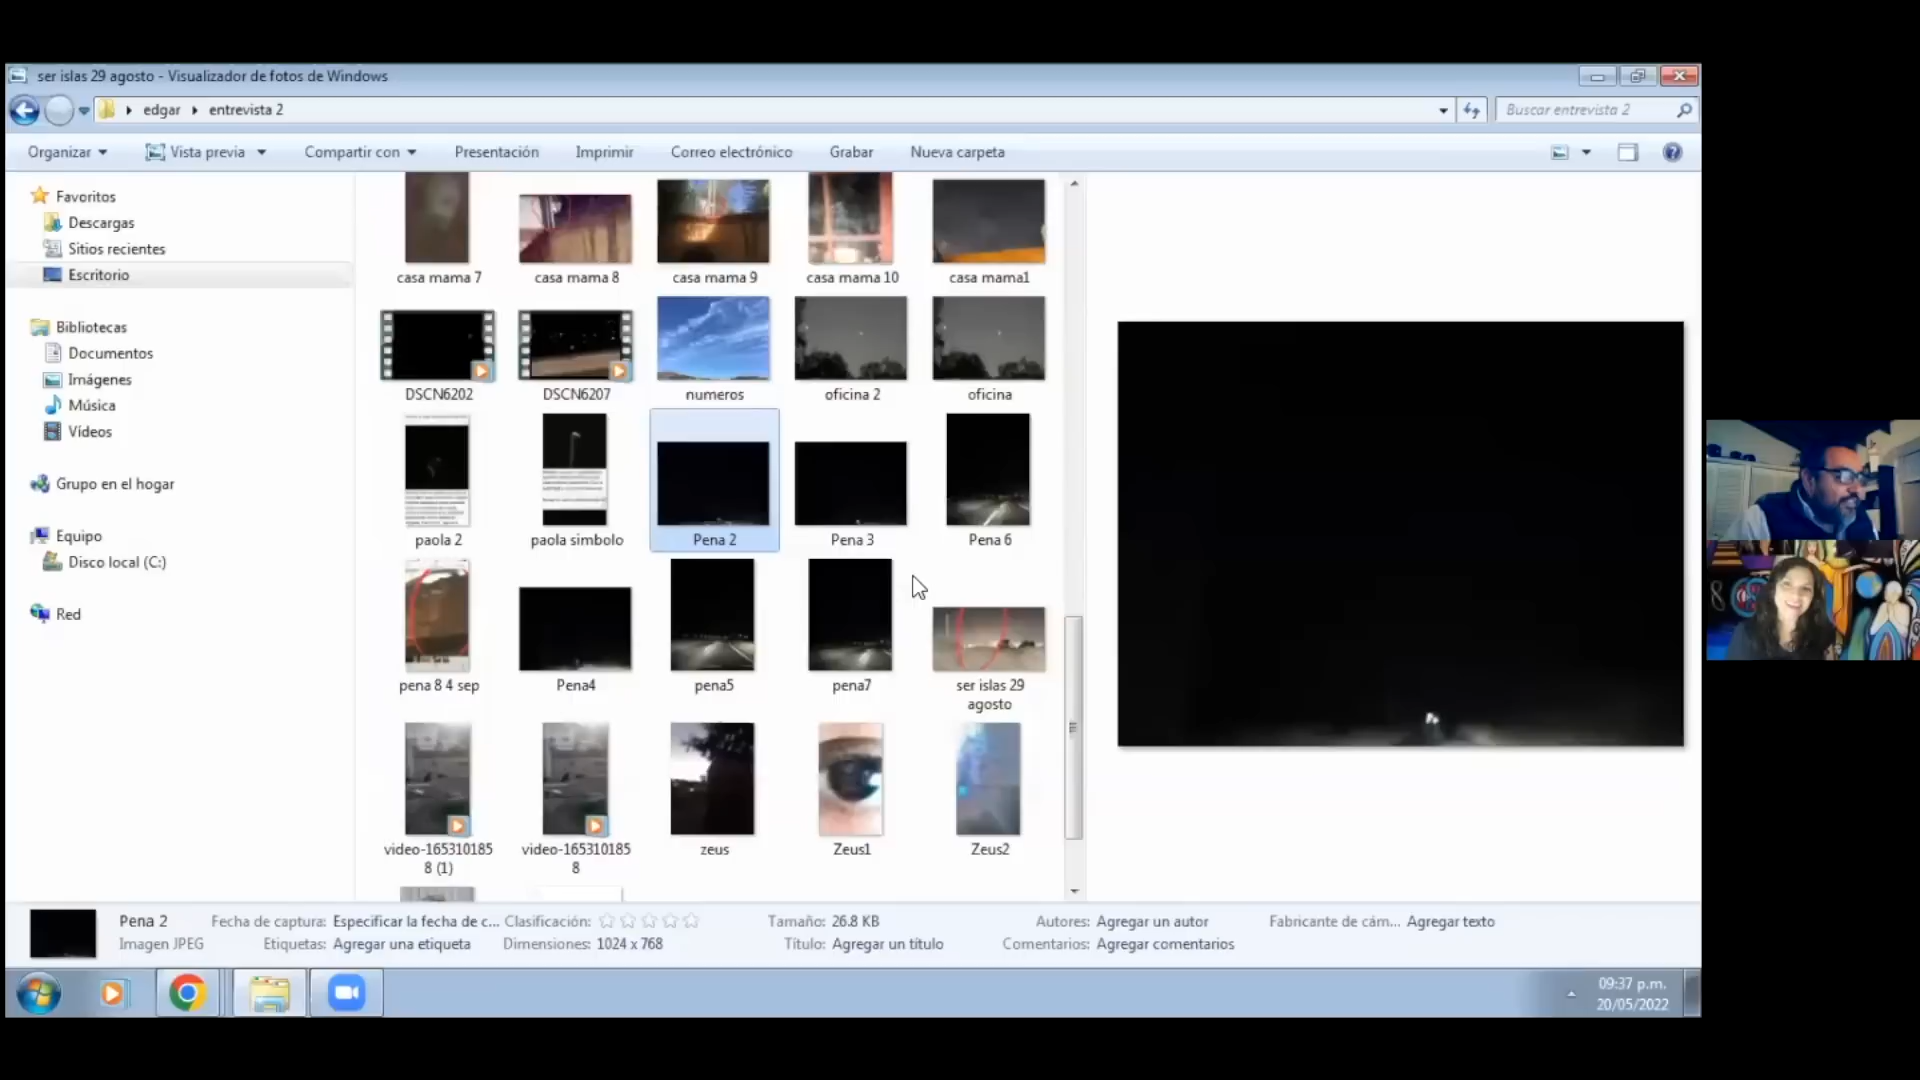 ser islas 29 agosto - Visualizador de fotos de Windows
edgar
entrevista 2
Buscar entrevista 2
Organizar
Vista previa
Compartir con
Presentación
Imprimir
Correo electrónico
Grabar
Nueva carpeta
Favoritos
Descargas
Sitios recientes
Escritorio
Bibliotecas
Documentos
Imágenes
Música
Vídeos
Grupo en el hogar
Equipo
Disco local (C:)
Red
casa mama 7
casa mama 8
casa mama 9
casa mama 10
casa mama1
DSCN6202
DSCN6207
numeros
oficina 2
oficina
paola 2
paola simbolo
Pena 2
Pena 3
Pena 6
pena 8 4 sep
Pena4
pena5
pena7
ser islas 29
agosto
video-165310185
8 (1)
video-165310185
8
zeus
Zeus1
Zeus2
Pena 2
Fecha de captura: Especificar la fecha de c...
Clasificación:
Tamaño: 26.8 KB
Autores: Agregar un autor
Fabricante de cám... Agregar texto
Imagen JPEG
Etiquetas: Agregar una etiqueta
Dimensiones: 1024 x 768
Título: Agregar un título
Comentarios: Agregar comentarios
09:37 p.m.
20/05/2022